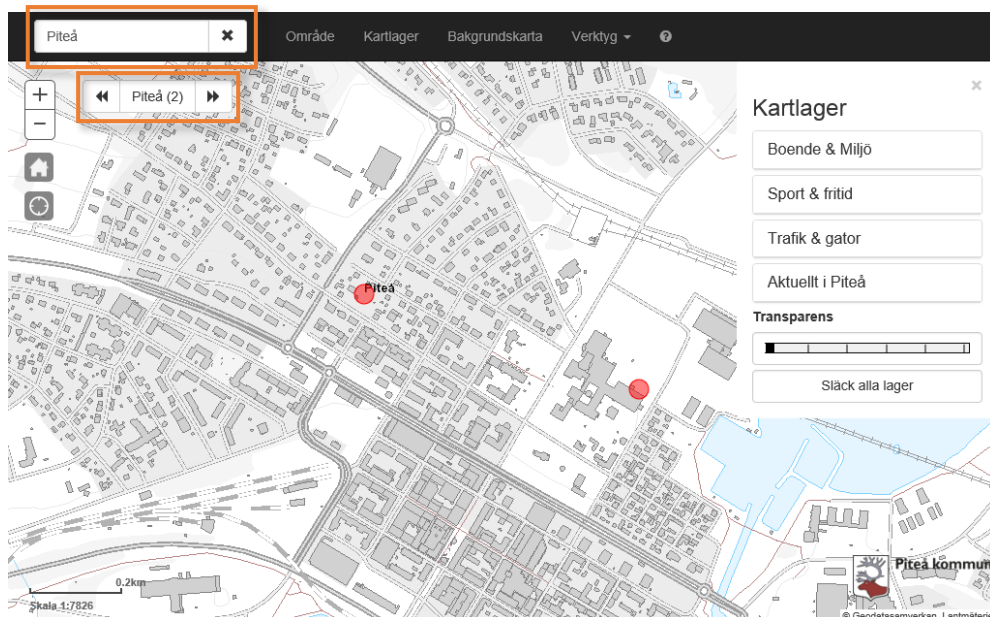 Piteå
Område Kartlager Bakgrundskarta Verktyg
Piteå (2)
Kartlager
Boende & Miljö
Sport & fritid
Trafik & gator
Aktuellt i Piteå
Transparens
Släck alla lager
Piteå
0.2km
Skala 1:7826
Piteå kommun
© Geodatasamverkan, Lantmäterie